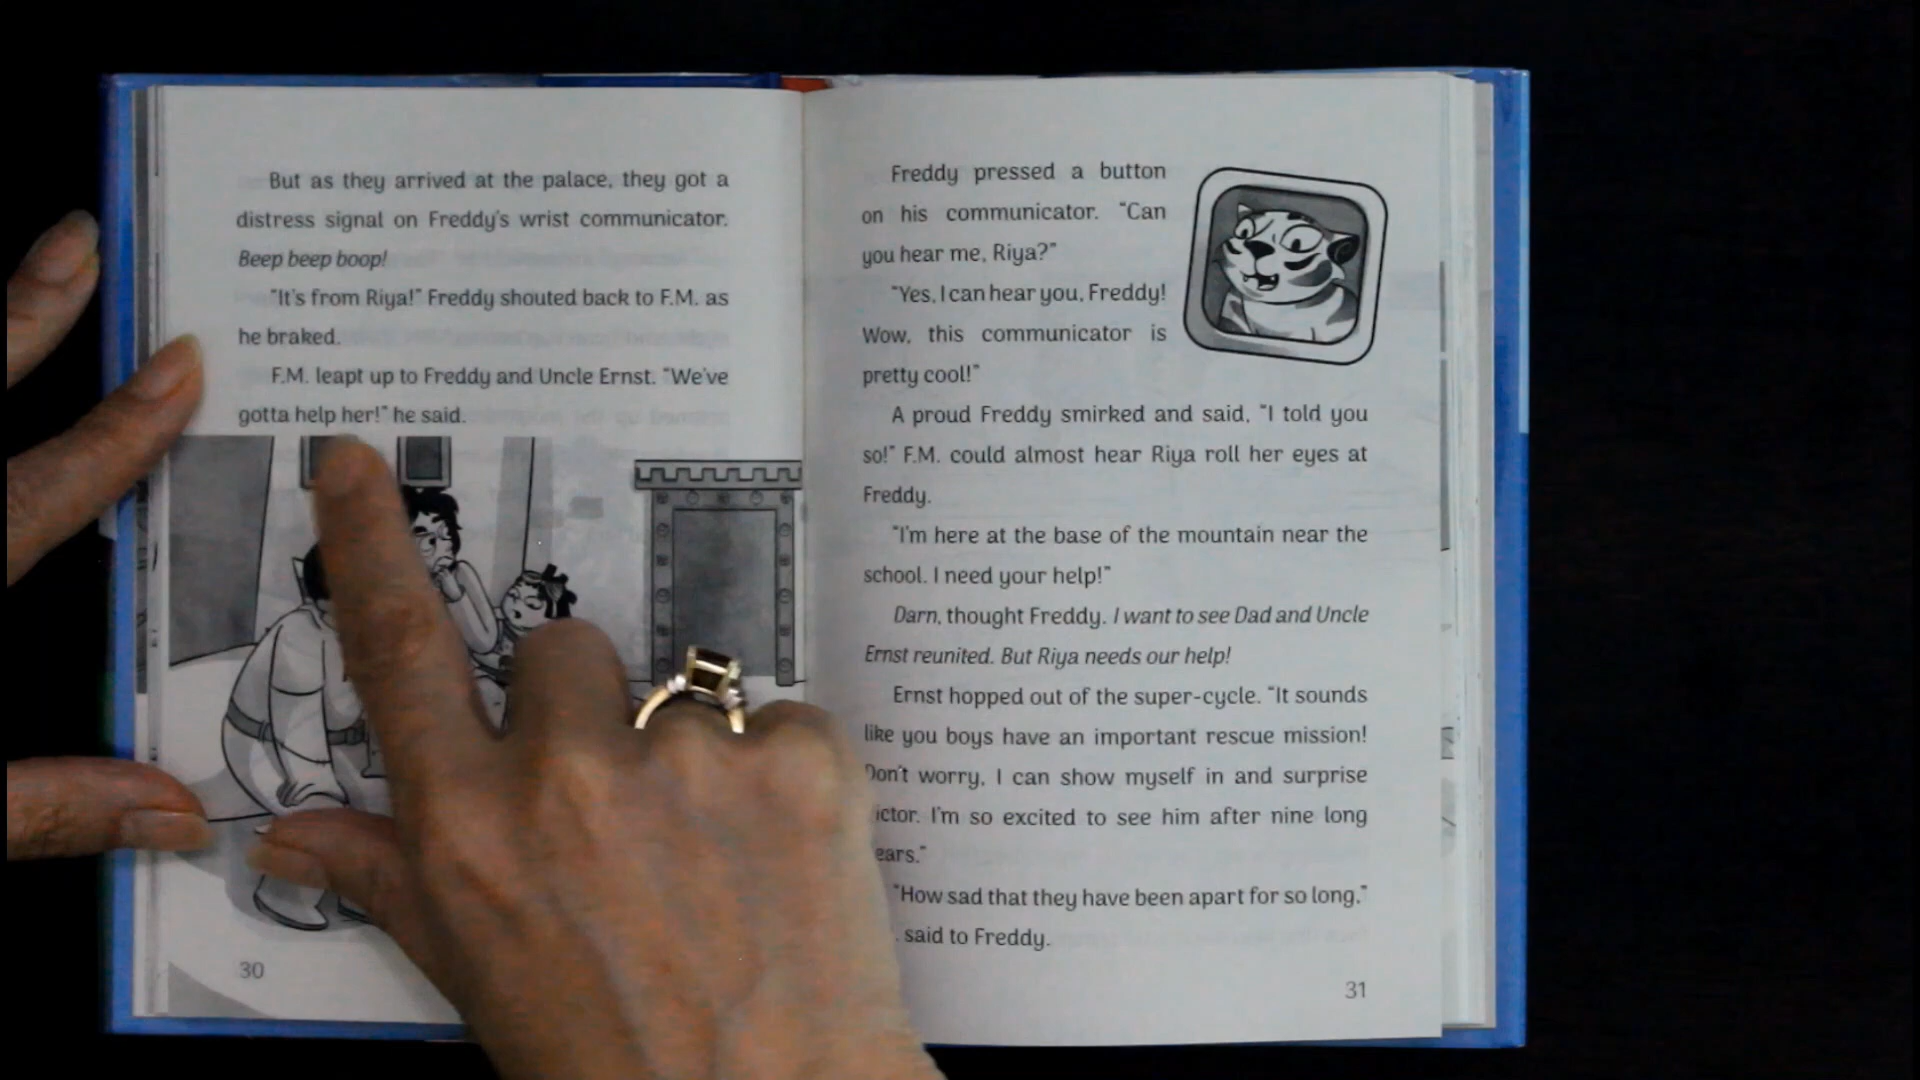 But as they arrived at the palace, they got a
distress signal on Freddy's wrist communicator.
Beep beep boop!
"It's from Riya!" Freddy shouted back to F.M. as
he braked.
F.M. leapt up to Freddy and Uncle Ernst. "We've
gotta help her!" he said.
30
Freddy pressed a button
on his communicator. "Can
you hear me, Riya?"
"Yes, I can hear you, Freddy!
Wow, this communicator is
pretty cool!"
A proud Freddy smirked and said, "I told you
so!" F.M. could almost hear Riya roll her eyes at
Freddy.
"I'm here at the base of the mountain near the
school. I need your help!"
Darn, thought Freddy. I want to see Dad and Uncle
Ernst reunited. But Riya needs our help!
Ernst hopped out of the super-cycle. "It sounds
like you boys have an important rescue mission!
Don't worry, I can show myself in and surprise
I'm so excited to see him after nine long
"How sad that they have been apart for so long,"
said to Freddy.
31